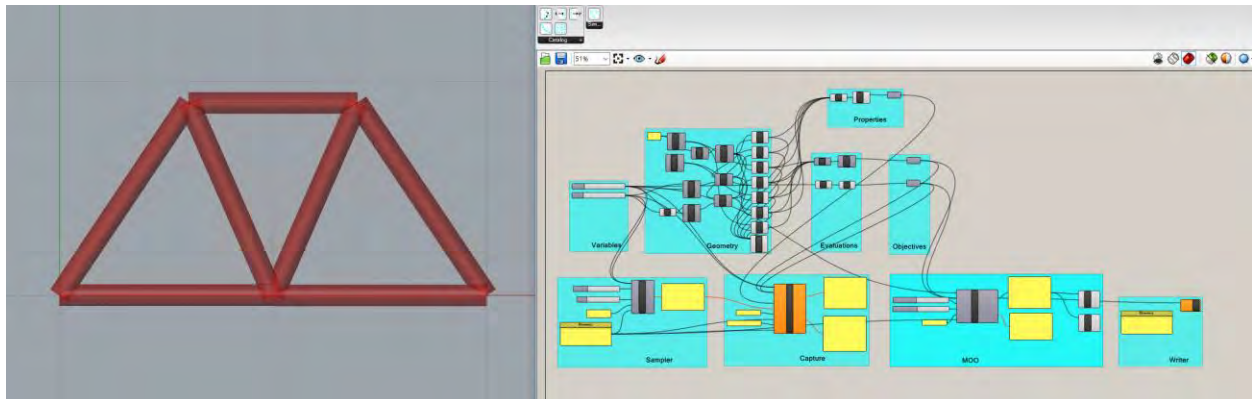 Catalog
51%
Properties
Variables
Geometry
Evaluations
Objectives
Sampler
Capture
MOO
Writer